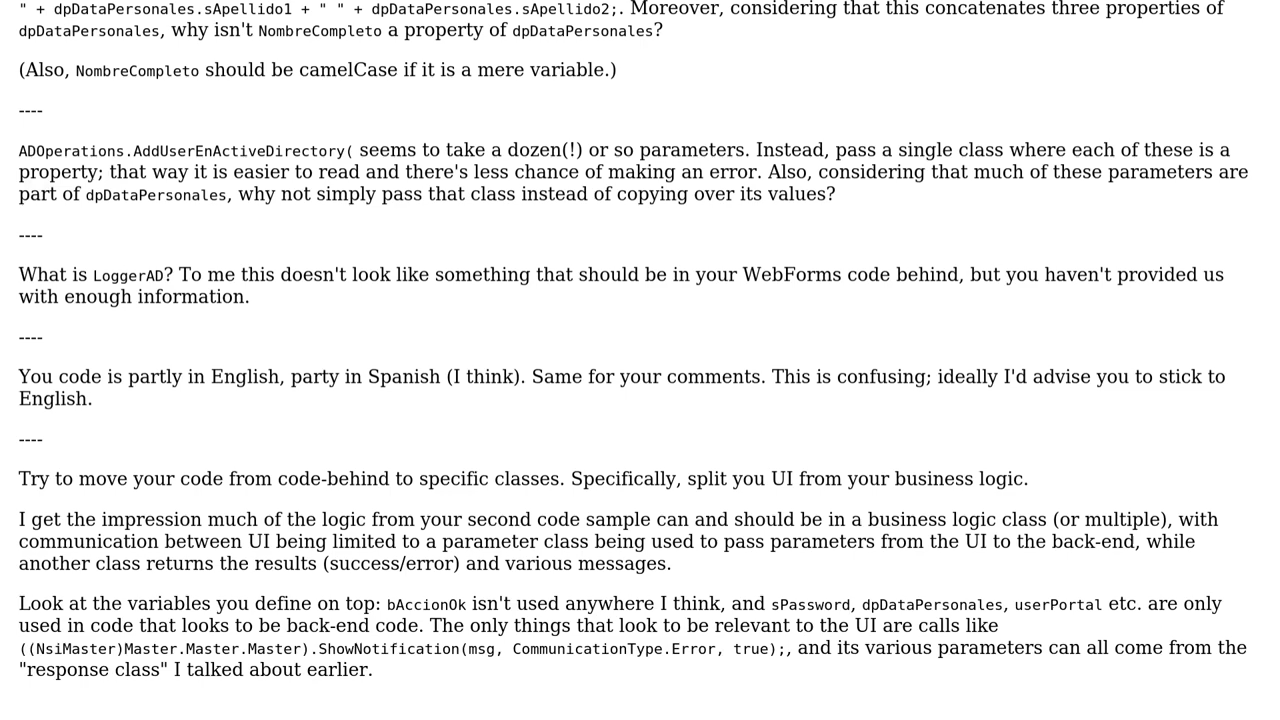 " + dpDataPersonales.sApellido1 + " " + dpDataPersonales.sApellido2;. Moreover, considering that this concatenates three properties of
dpDataPersonales, why isn't NombreCompleto a property of dpDataPersonales?
(Also, NombreCompleto should be camelCase if it is a mere variable.)
----
ADOperations.AddUserEnActiveDirectory( seems to take a dozen(!) or so parameters. Instead, pass a single class where each of these is a
property; that way it is easier to read and there's less chance of making an error. Also, considering that much of these parameters are
part of dpDataPersonales, why not simply pass that class instead of copying over its values?
----
What is LoggerAD? To me this doesn't look like something that should be in your WebForms code behind, but you haven't provided us
with enough information.
----
You code is partly in English, party in Spanish (I think). Same for your comments. This is confusing; ideally I'd advise you to stick to
English.
----
Try to move your code from code-behind to specific classes. Specifically, split you UI from your business logic.
I get the impression much of the logic from your second code sample can and should be in a business logic class (or multiple), with
communication between UI being limited to a parameter class being used to pass parameters from the UI to the back-end, while
another class returns the results (success/error) and various messages.
Look at the variables you define on top: bAccionOk isn't used anywhere I think, and sPassword, dpDataPersonales, userPortal etc. are only
used in code that looks to be back-end code. The only things that look to be relevant to the UI are calls like
((NsiMaster)Master.Master.Master).ShowNotification(msg, CommunicationType.Error, true);, and its various parameters can all come from the
"response class" I talked about earlier.